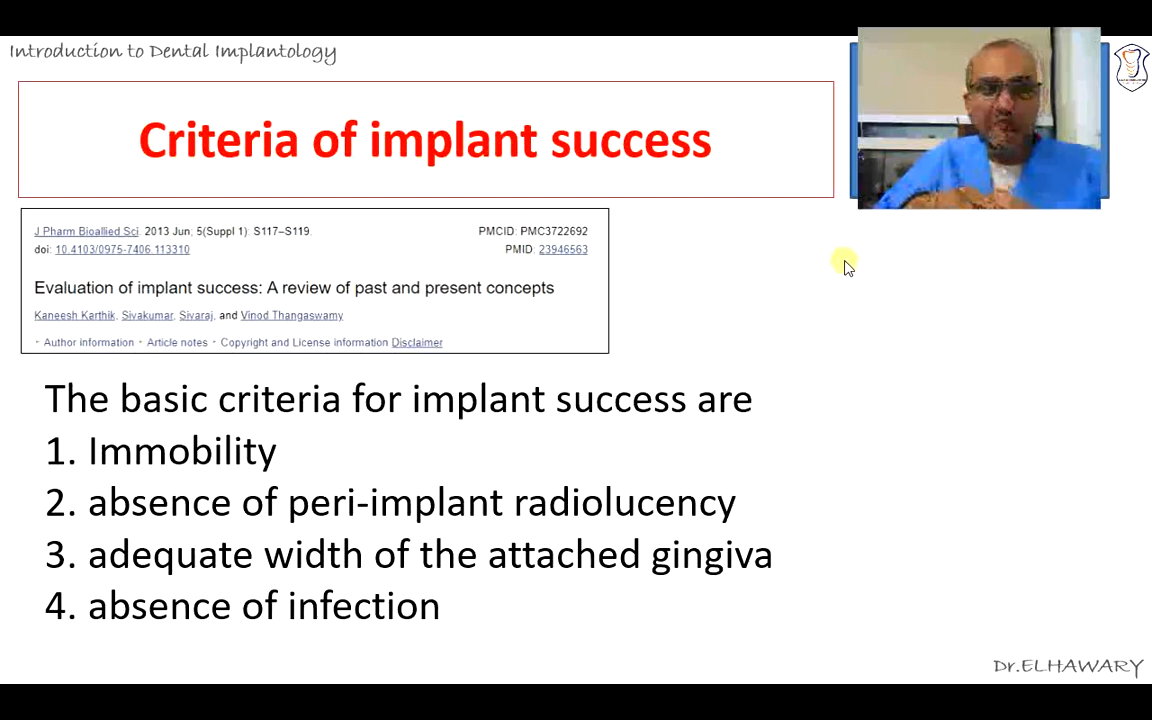 Introduction to Dental Implantology
Criteria of implant success
J Pharm Bioallied Sci. 2013 Jun; 5(Suppl 1): S117–S119.
PMCID: PMC3722692
doi: 10.4103/0975-7406.113310
PMID: 23946563
Evaluation of implant success: A review of past and present concepts
Kaneesh Karthik, Sivakumar, Sivaraj, and Vinod Thangaswamy
Author information Article notes Copyright and License information Disclaimer
The basic criteria for implant success are
1. Immobility
2. absence of peri-implant radiolucency
3. adequate width of the attached gingiva
4. absence of infection
Dr.ELHAWARY